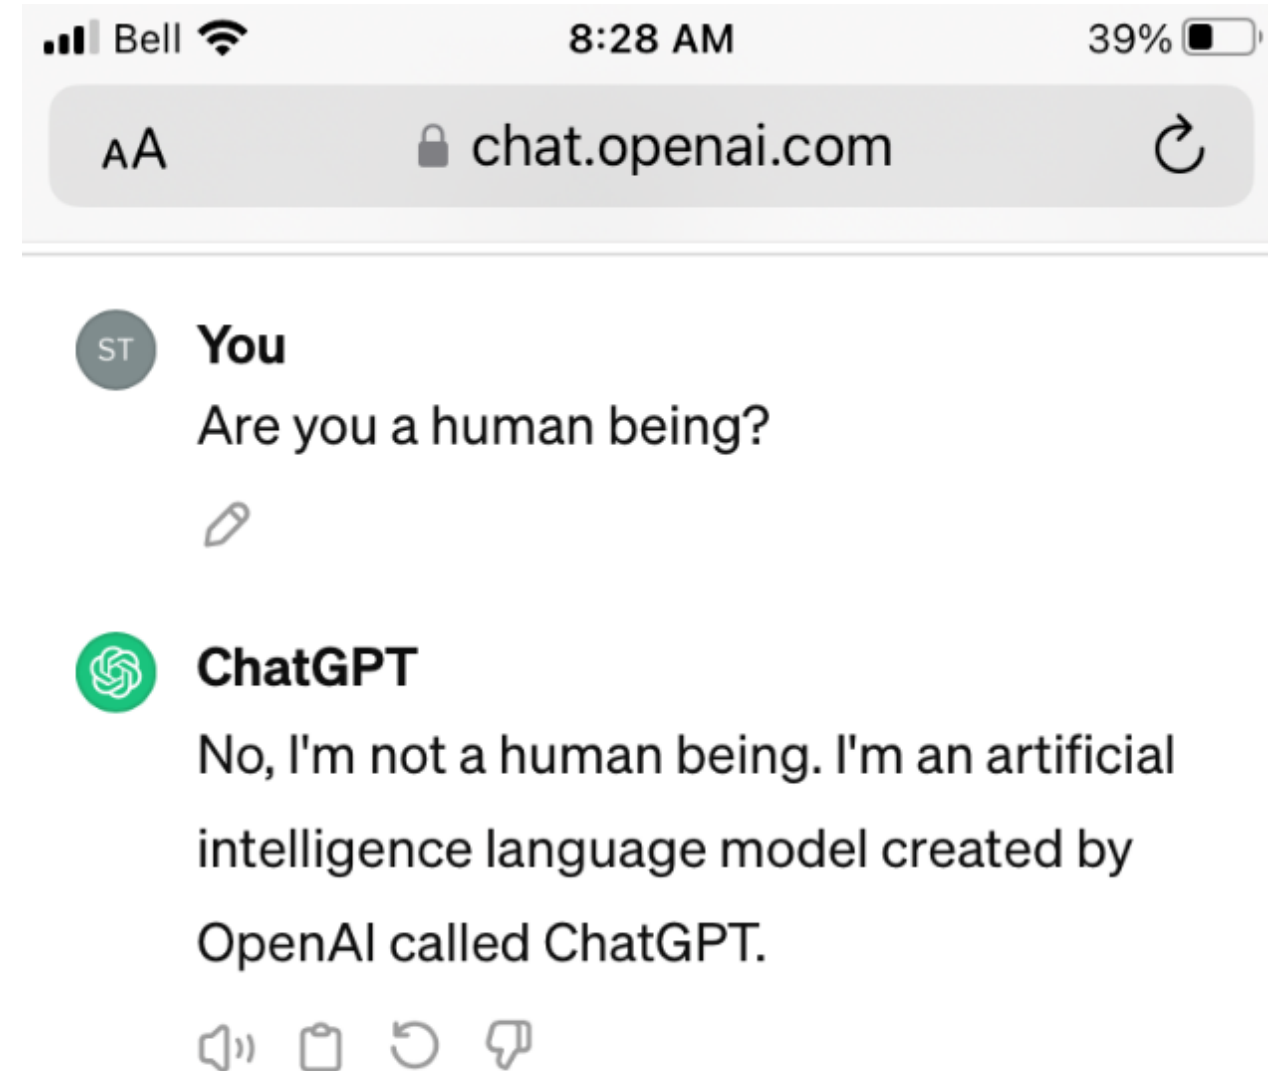 Bell 8:28 AM 39%
AA chat.openai.com
ST You
Are you a human being?
ChatGPT
No, I'm not a human being. I'm an artificial
intelligence language model created by
OpenAI called ChatGPT.